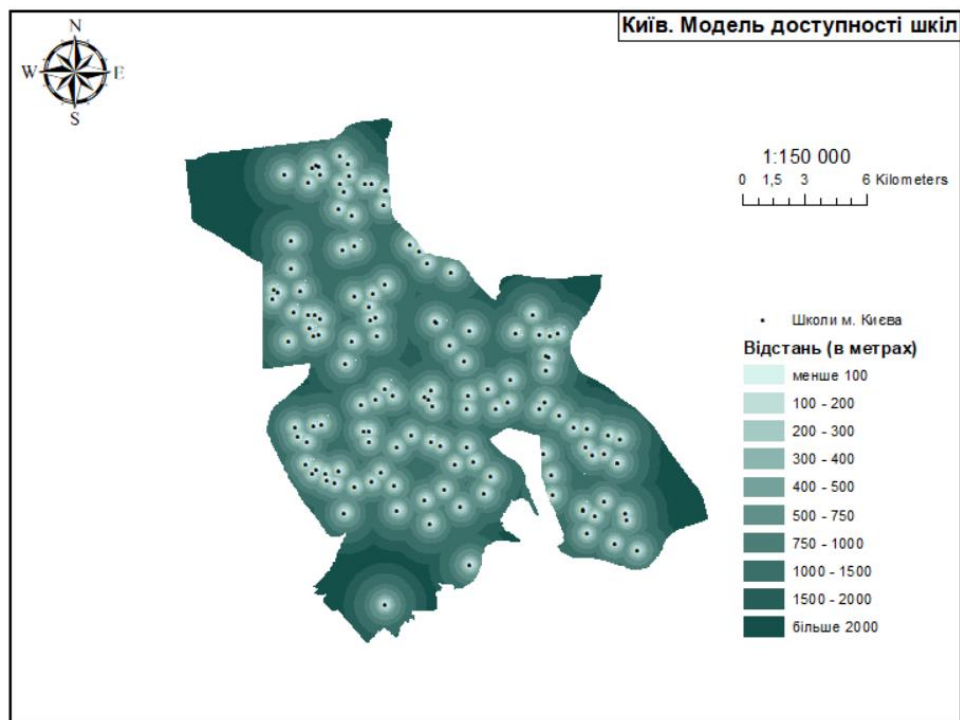 Київ. Модель доступності шкіл
N
W E
S
1:150 000
0 1,5 3 6 Kilometers
Школи м. Києва
Відстань (в метрах)
менше 100
100 - 200
200 - 300
300 - 400
400 - 500
500 - 750
750 - 1000
1000 - 1500
1500 - 2000
більше 2000